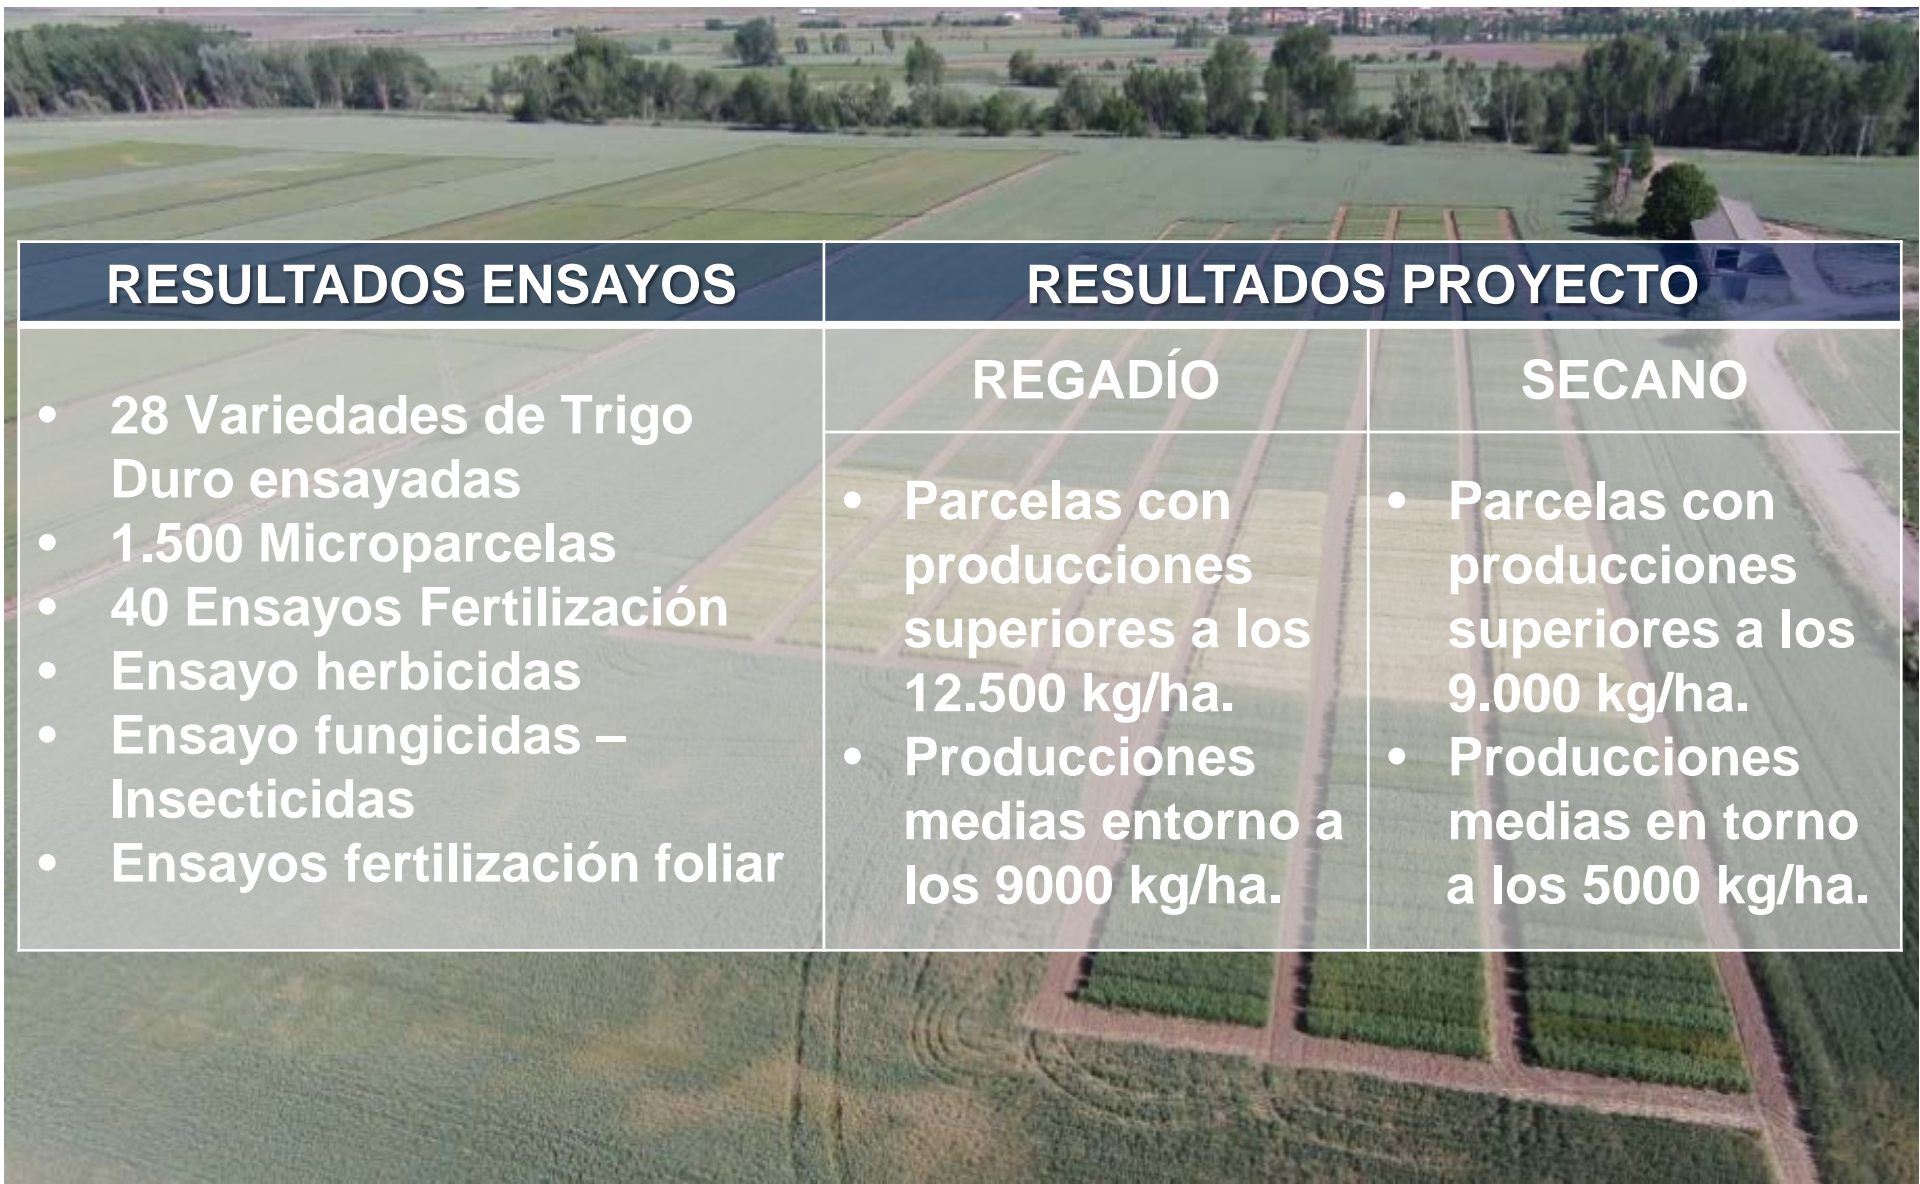 RESULTADOS ENSAYOS
RESULTADOS PROYECTO
• 28 Variedades de Trigo
Duro ensayadas
• 1.500 Microparcelas
• 40 Ensayos Fertilización
• Ensayo herbicidas
• Ensayo fungicidas –
Insecticidas
• Ensayos fertilización foliar
REGADÍO
• Parcelas con
producciones
superiores a los
12.500 kg/ha.
• Producciones
medias entorno a
los 9000 kg/ha.
SECANO
• Parcelas con
producciones
superiores a los
9.000 kg/ha.
• Producciones
medias en torno
a los 5000 kg/ha.